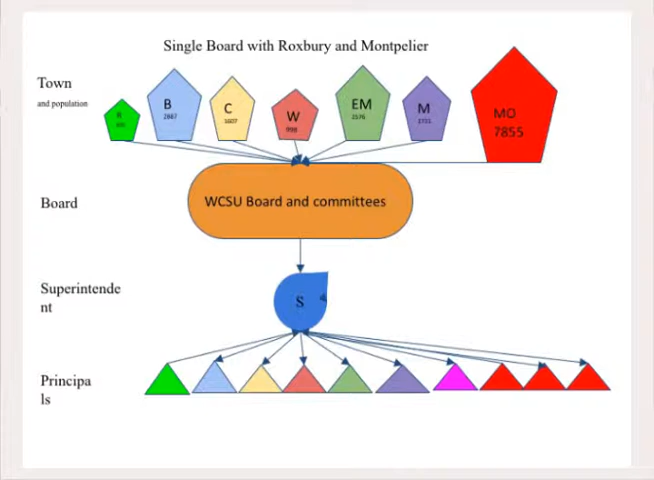 Single Board with Roxbury and Montpelier
Town
and population
R
B
2887
C
1607
W
998
EM
2576
M
MO
7855
Board
WCSU Board and committees
Superintende
nt
S
Principa
ls